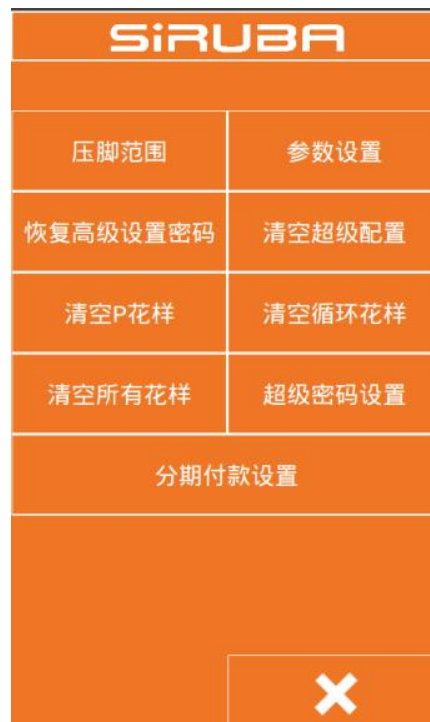 SiRUBA
压脚范围
参数设置
恢复高级设置密码
清空超级配置
清空P花样
清空循环花样
清空所有花样
超级密码设置
分期付款设置